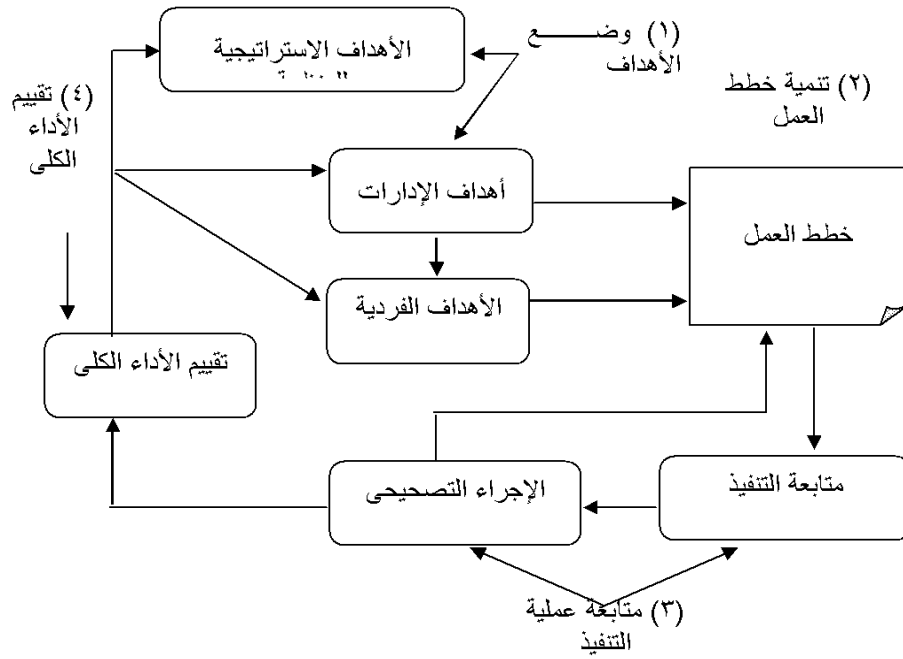 الأهداف الاستراتيجية
(١) وضـــــــع
الأهداف
(٢) تنمية خطط
العمل
(٤) تقييم
الأداء
الكلى
أهداف الإدارات
خطط العمل
الأهداف الفردية
تقييم الأداء الكلى
الإجراء التصحيحى
متابعة التنفيذ
(٣) متابعة عملية
التنفيذ